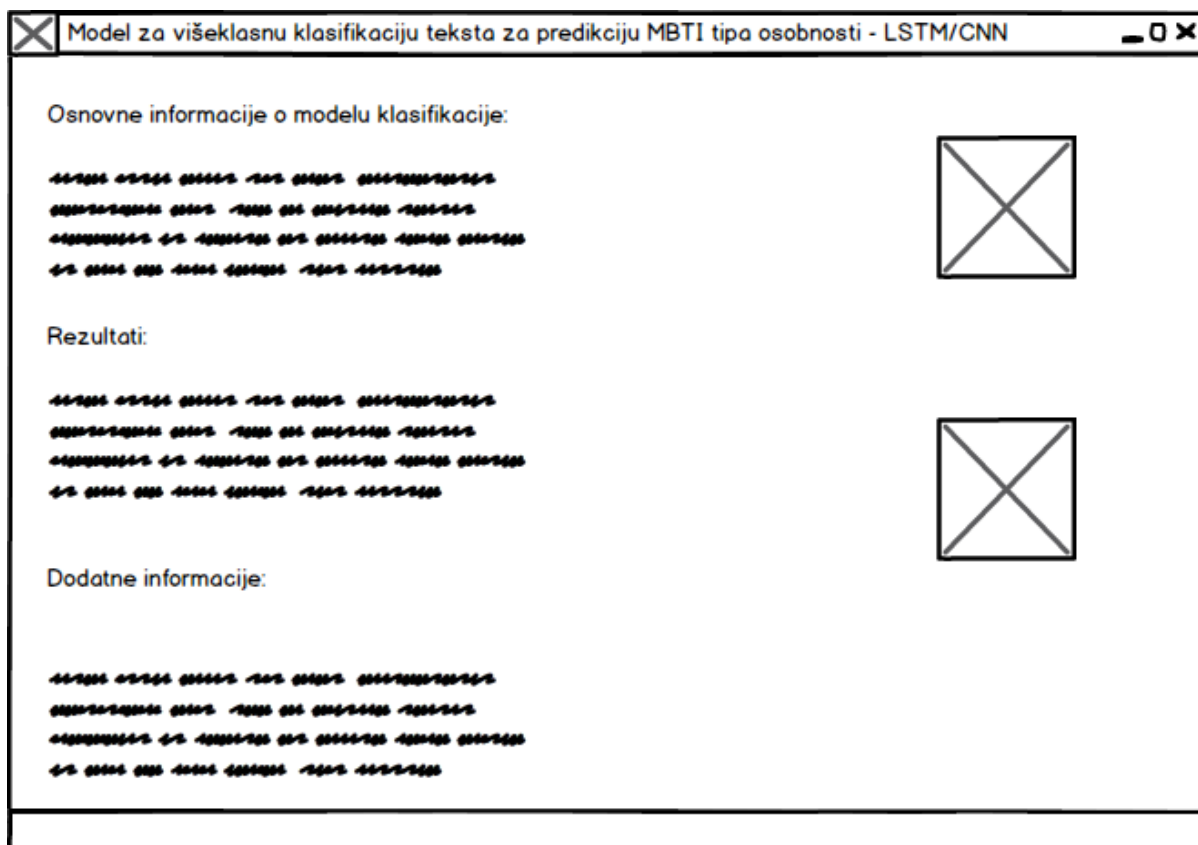 Model za višeklasnu klasifikaciju teksta za predikciju MBTI tipa osobnosti - LSTM/CNN
Osnovne informacije o modelu klasifikacije:
Rezultati:
Dodatne informacije: